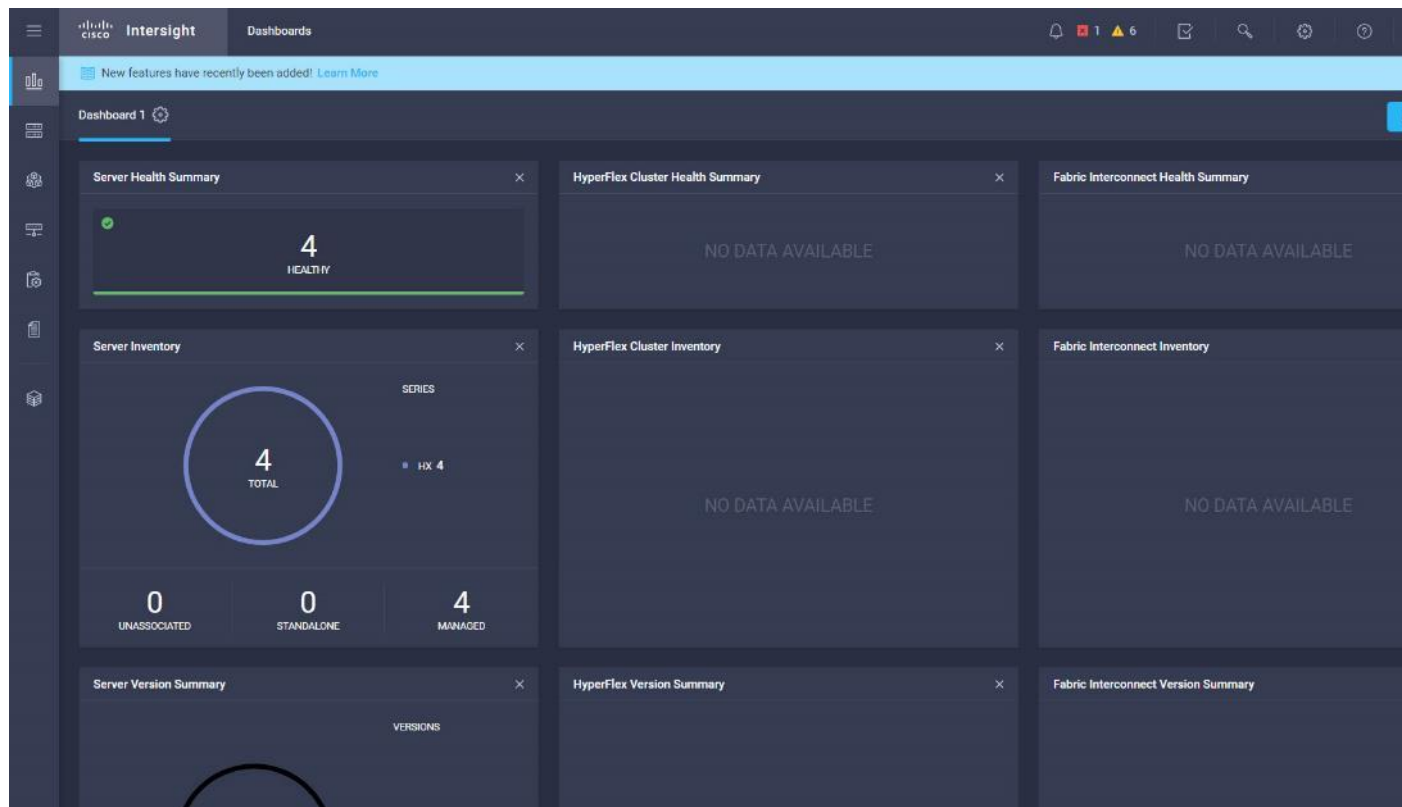 cisco Intersight Dashboards 1 6
New features have recently been added! Learn More
Dashboard 1
Server Health Summary
4
HEALTHY
HyperFlex Cluster Health Summary
NO DATA AVAILABLE
Fabric Interconnect Health Summary
NO DATA AVAILABLE
Server Inventory
SERIES
4
TOTAL
HX 4
0
UNASSOCIATED
0
STANDALONE
4
MANAGED
HyperFlex Cluster Inventory
NO DATA AVAILABLE
Fabric Interconnect Inventory
NO DATA AVAILABLE
Server Version Summary
VERSIONS
HyperFlex Version Summary
Fabric Interconnect Version Summary